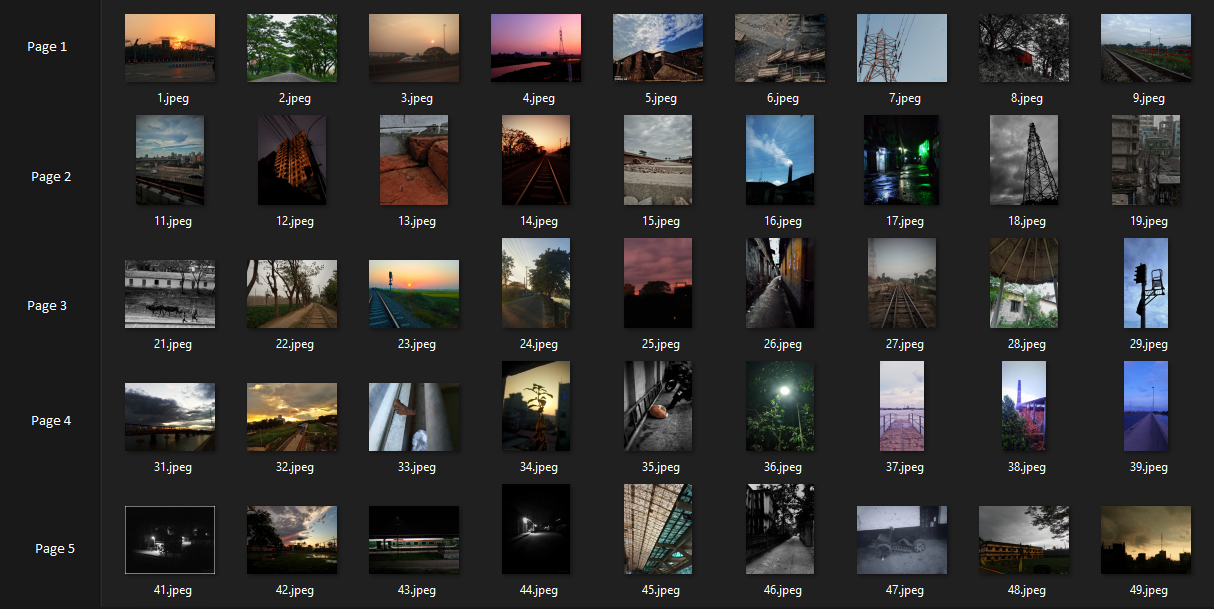 Page 1
1.jpeg 2.jpeg 3.jpeg 4.jpeg 5.jpeg 6.jpeg 7.jpeg 8.jpeg 9.jpeg
Page 2
11.jpeg 12.jpeg 13.jpeg 14.jpeg 15.jpeg 16.jpeg 17.jpeg 18.jpeg 19.jpeg
Page 3
21.jpeg 22.jpeg 23.jpeg 24.jpeg 25.jpeg 26.jpeg 27.jpeg 28.jpeg 29.jpeg
Page 4
31.jpeg 32.jpeg 33.jpeg 34.jpeg 35.jpeg 36.jpeg 37.jpeg 38.jpeg 39.jpeg
Page 5
41.jpeg 42.jpeg 43.jpeg 44.jpeg 45.jpeg 46.jpeg 47.jpeg 48.jpeg 49.jpeg